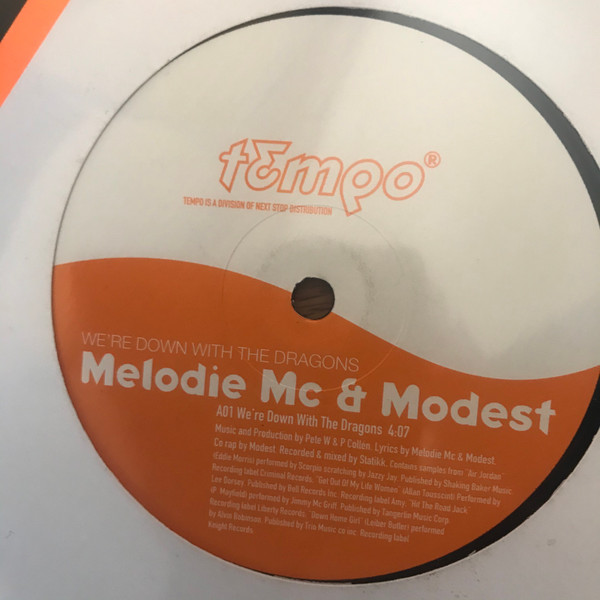 tempo®
TEMPO IS A DIVISION OF NEXT STOP DISTRIBUTION
WE'RE DOWN WITH THE DRAGONS
Melodie Mc & Modest
A01 We're Down With The Dragons 4:07
Music and Production by Pete W & P Collen. Lyrics by Melodie Mc & Modest.
Co rap by Modest. Recorded & mixed by Statikk. Contains samples from "Air Jordan"
(Eddie Morris) performed by Scorpio scratching by Jazzy Jay. Published by Shaking Baker Music.
Recording label Criminal Records. "Get Out Of My Life Women" (Allan Toussont) Performed by
Lee Dorsey. Published by Bell Records Inc. Recording label Amy. "Hit The Road Jack"
(P Mayfield) performed by Jimmy Mc Griff. Published by Tangerine Music Corp.
Recording label Liberty Records. "Down Home Girl" (Leiber Butler) performed
by Alvin Robinson. Published by Trio Music co inc. Recording label
Knight Records.